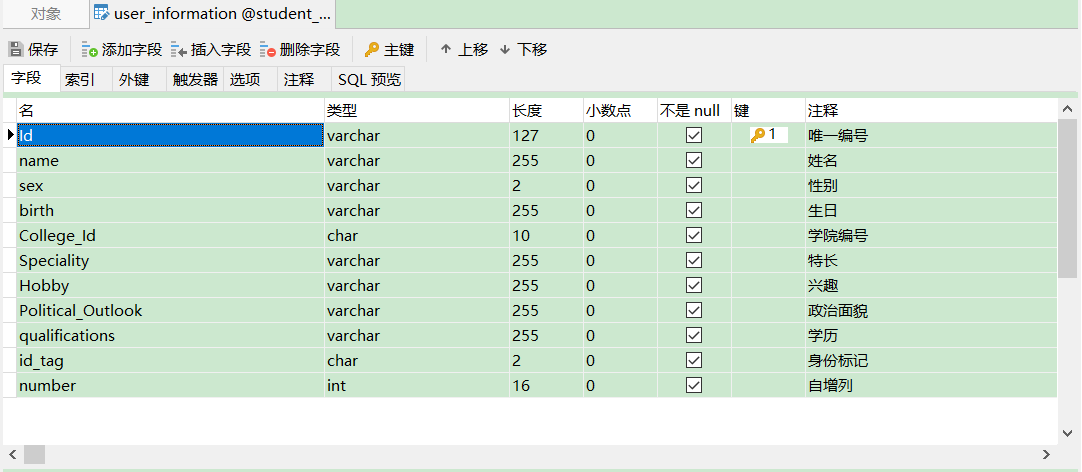 对象 user_information @student_...
保存 添加字段 插入字段 删除字段 主键 上移 下移
字段 索引 外键 触发器 选项 注释 SQL 预览
名 类型 长度 小数点 不是 null 键 注释
Id varchar 127 0 1 唯一编号
name varchar 255 0 姓名
sex varchar 2 0 性别
birth varchar 255 0 生日
College_Id char 10 0 学院编号
Speciality varchar 255 0 特长
Hobby varchar 255 0 兴趣
Political_Outlook varchar 255 0 政治面貌
qualifications varchar 255 0 学历
id_tag char 2 0 身份标记
number int 16 0 自增列